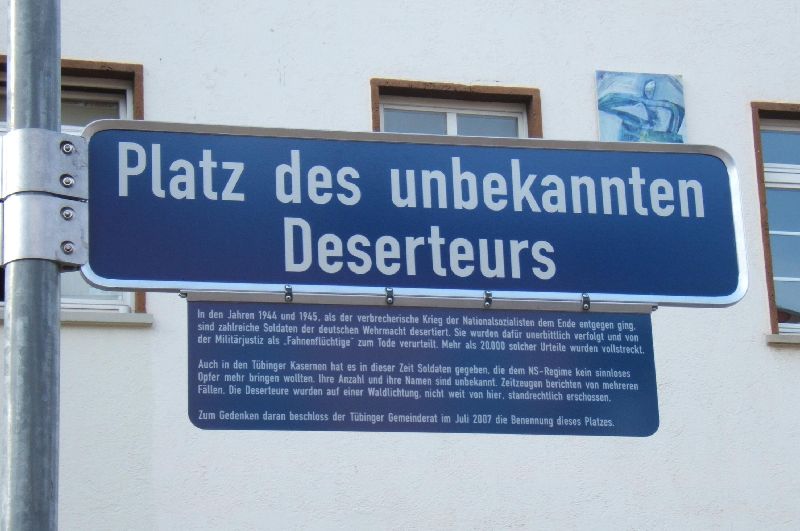 Platz des unbekannten
Deserteurs
In den Jahren 1944 und 1945, als der verbrecherische Krieg der Nationalsozialisten dem Ende entgegen ging,
sind zahlreiche Soldaten der deutschen Wehrmacht desertiert. Sie wurden dafür unerbittlich verfolgt und von
der Militärjustiz als „Fahnenflüchtige" zum Tode verurteilt. Mehr als 20.000 solcher Urteile wurden vollstreckt.
Auch in den Tübinger Kasernen hat es in dieser Zeit Soldaten gegeben, die dem NS-Regime kein sinnloses
Opfer mehr bringen wollten. Ihre Anzahl und ihre Namen sind unbekannt. Zeitzeugen berichten von mehreren
Fällen. Die Deserteure wurden auf einer Waldlichtung, nicht weit von hier, standrechtlich erschossen.
Zum Gedenken daran beschloss der Tübinger Gemeinderat im Juli 2007 die Benennung dieses Platzes.